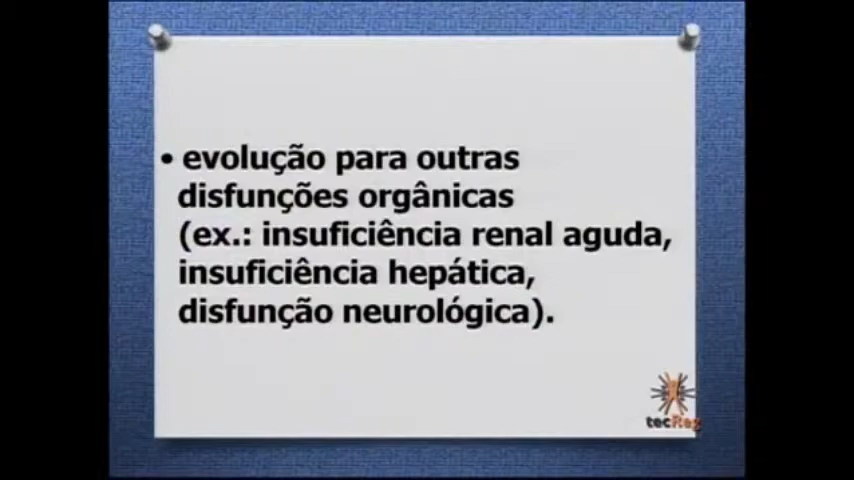 • evolução para outras
disfunções orgânicas
(ex.: insuficiência renal aguda,
insuficiência hepática,
disfunção neurológica).
tecReg